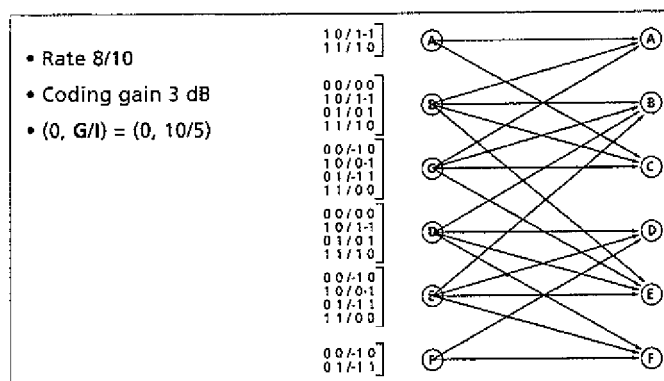 • Rate 8/10
• Coding gain 3 dB
• (0, G/I) = (0, 10/5)
10/1-1
11/10
A
A
00/00
10/1-1
01/01
11/10
B
B
00/-10
10/0-1
01/-11
11/00
C
C
00/00
10/1-1
01/01
11/10
D
D
00/-10
10/0-1
01/-11
11/00
E
E
00/-10
01/-11
F
F